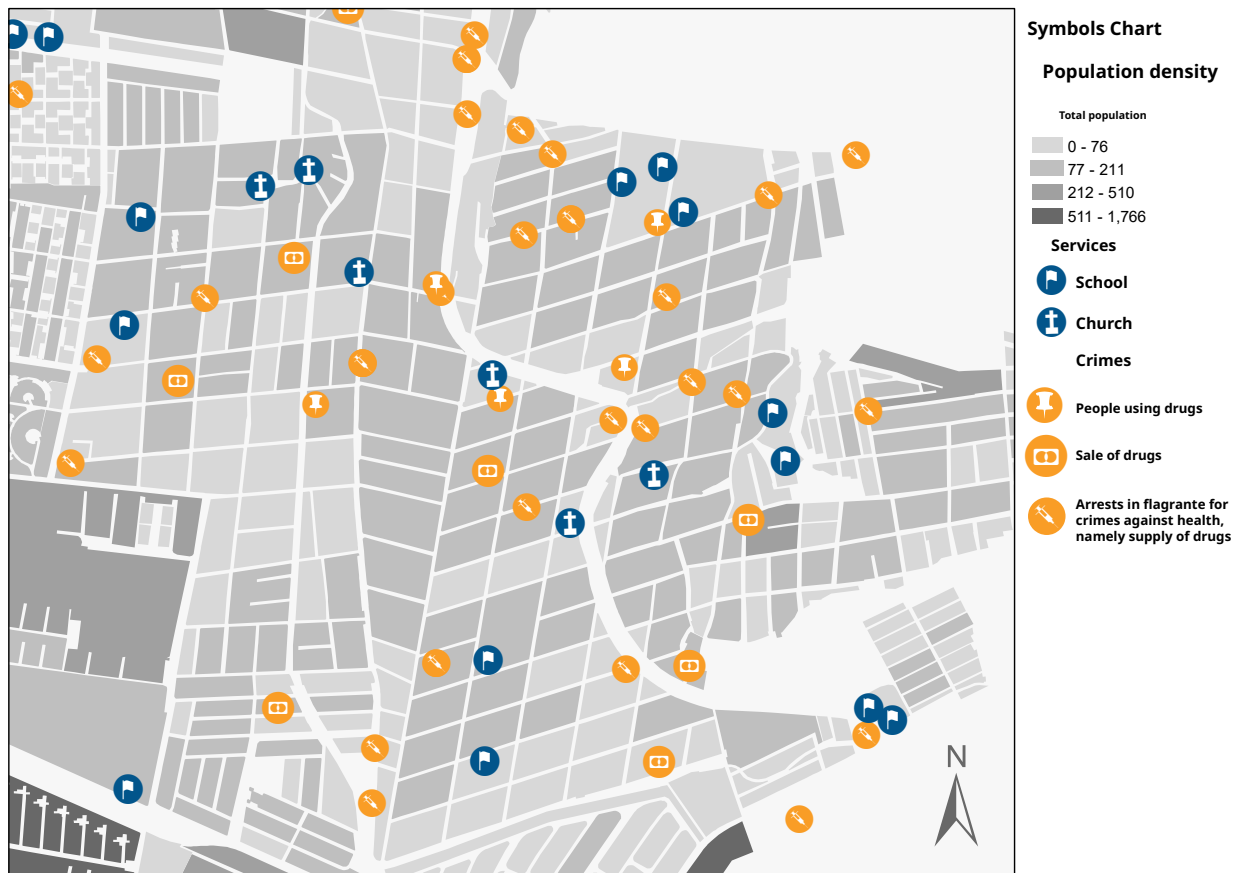 Symbols Chart
Population density
Total population
0 - 76
77 - 211
212 - 510
511 - 1,766
Services
School
Church
Crimes
People using drugs
Sale of drugs
Arrests in flagrante for
crimes against health,
namely supply of drugs
N